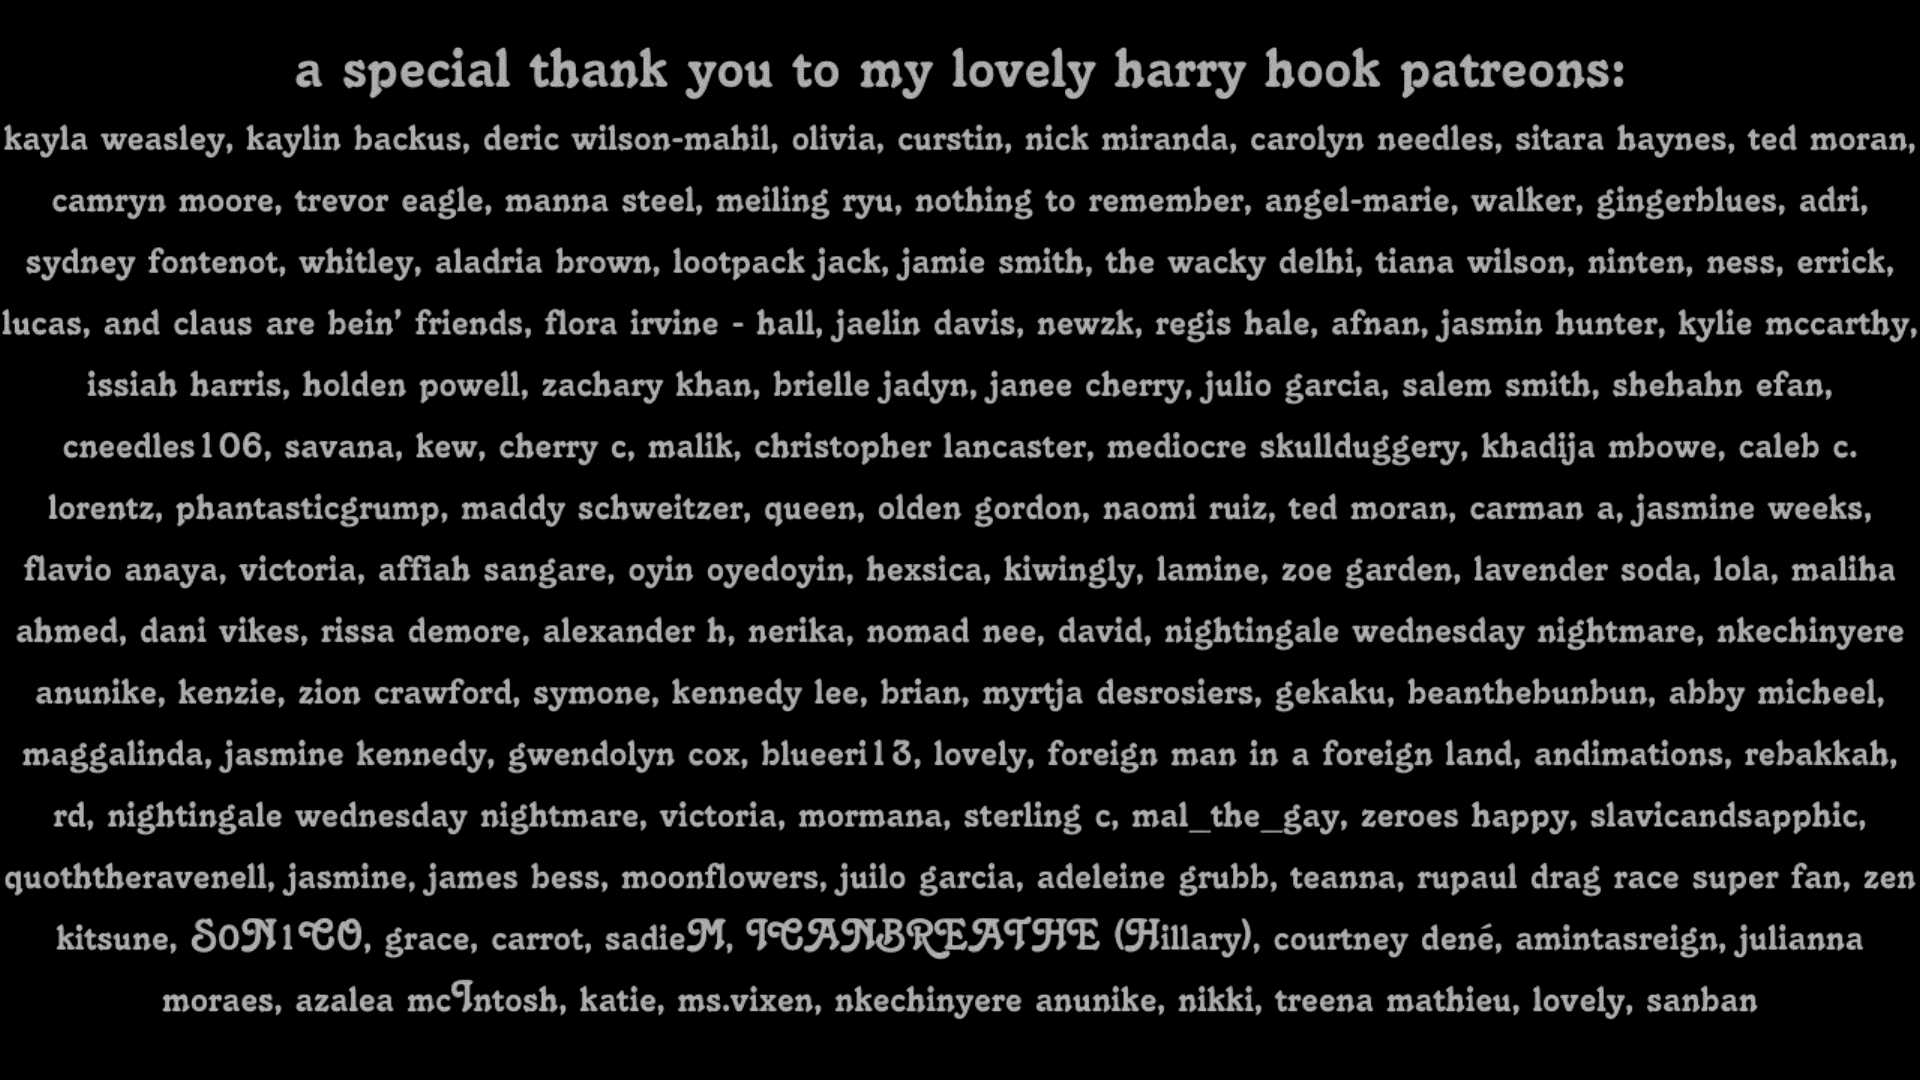 a special thank you to my lovely harry hook patreons:
kayla weasley, kaylin backus, deric wilson-mahil, olivia, curstin, nick miranda, carolyn needles, sitara haynes, ted moran,
camryn moore, trevor eagle, manna steel, meiling ryu, nothing to remember, angel-marie, walker, gingerblues, adri,
sydney fontenot, whitley, aladria brown, lootpack jack, jamie smith, the wacky delhi, tiana wilson, ninten, ness, errick,
lucas, and claus are bein' friends, flora irvine - hall, jaelin davis, newzk, regis hale, afnan, jasmin hunter, kylie mccarthy,
issiah harris, holden powell, zachary khan, brielle jadyn, janee cherry, julio garcia, salem smith, shehahn efan,
cneedles106, savana, kew, cherry c, malik, christopher lancaster, mediocre skullduggery, khadija mbowe, caleb c.
lorentz, phantasticgrump, maddy schweitzer, queen, olden gordon, naomi ruiz, ted moran, carman a, jasmine weeks,
flavio anaya, victoria, affiah sangare, oyin oyedoyin, hexsica, kiwingly, lamine, zoe garden, lavender soda, lola, maliha
ahmed, dani vikes, rissa demore, alexander h, nerika, nomad nee, david, nightingale wednesday nightmare, nkechinyere
anunike, kenzie, zion crawford, symone, kennedy lee, brian, myrtja desrosiers, gekaku, beanthebunbun, abby micheel,
maggalinda, jasmine kennedy, gwendolyn cox, blueeri13, lovely, foreign man in a foreign land, andimations, rebakkah,
rd, nightingale wednesday nightmare, victoria, mormana, sterling c, mal_the_gay, zeroes happy, slavicandsapphic,
quoththeravenell, jasmine, james bess, moonflowers, juilo garcia, adeleine grubb, teanna, rupaul drag race super fan, zen
kitsune, S0N1CO, grace, carrot, sadieM, ICANBREATHE (Hillary), courtney dené, amintasreign, julianna
moraes, azalea mcIntosh, katie, ms.vixen, nkechinyere anunike, nikki, treena mathieu, lovely, sanban